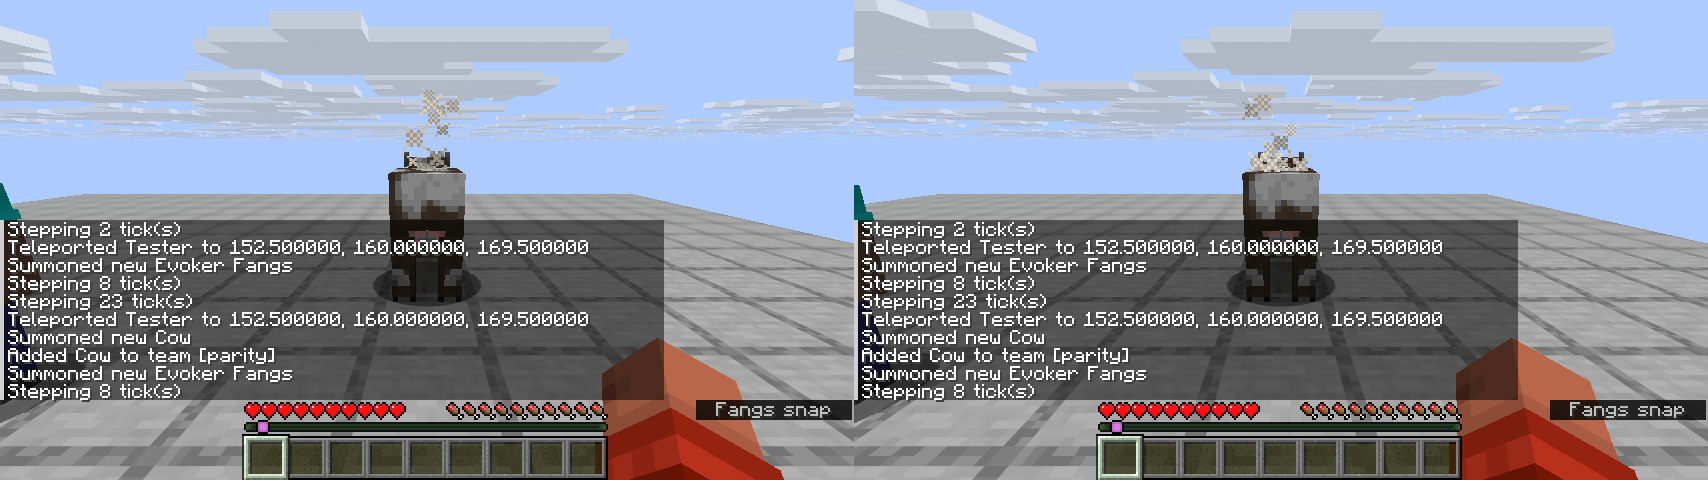 Stepping 2 tick(s)
Teleported Tester to 152.500000, 160.000000, 169.500000
Summoned new Evoker Fangs
Stepping 8 tick(s)
Stepping 23 tick(s)
Teleported Tester to 152.500000, 160.000000, 169.500000
Summoned new Cow
Added Cow to team [parity]
Summoned new Evoker Fangs
Stepping 8 tick(s)
Fangs snap
Stepping 2 tick(s)
Teleported Tester to 152.500000, 160.000000, 169.500000
Summoned new Evoker Fangs
Stepping 8 tick(s)
Stepping 23 tick(s)
Teleported Tester to 152.500000, 160.000000, 169.500000
Summoned new Cow
Added Cow to team [parity]
Summoned new Evoker Fangs
Stepping 8 tick(s)
Fangs snap